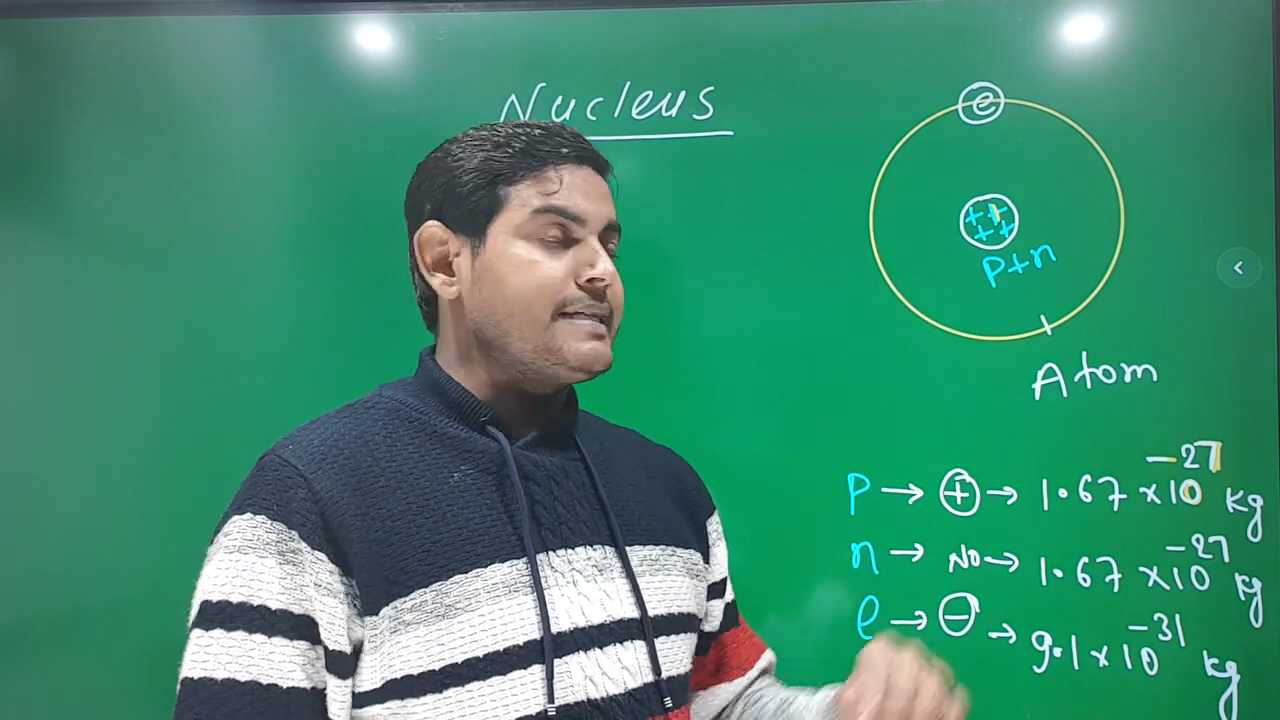 Nucleus
e
++
++
P+n
Atom
P → + → 1.67 × 10⁻²⁷ kg
n → NO → 1.67 × 10⁻²⁷ kg
e → − → 9.1 × 10⁻³¹ kg